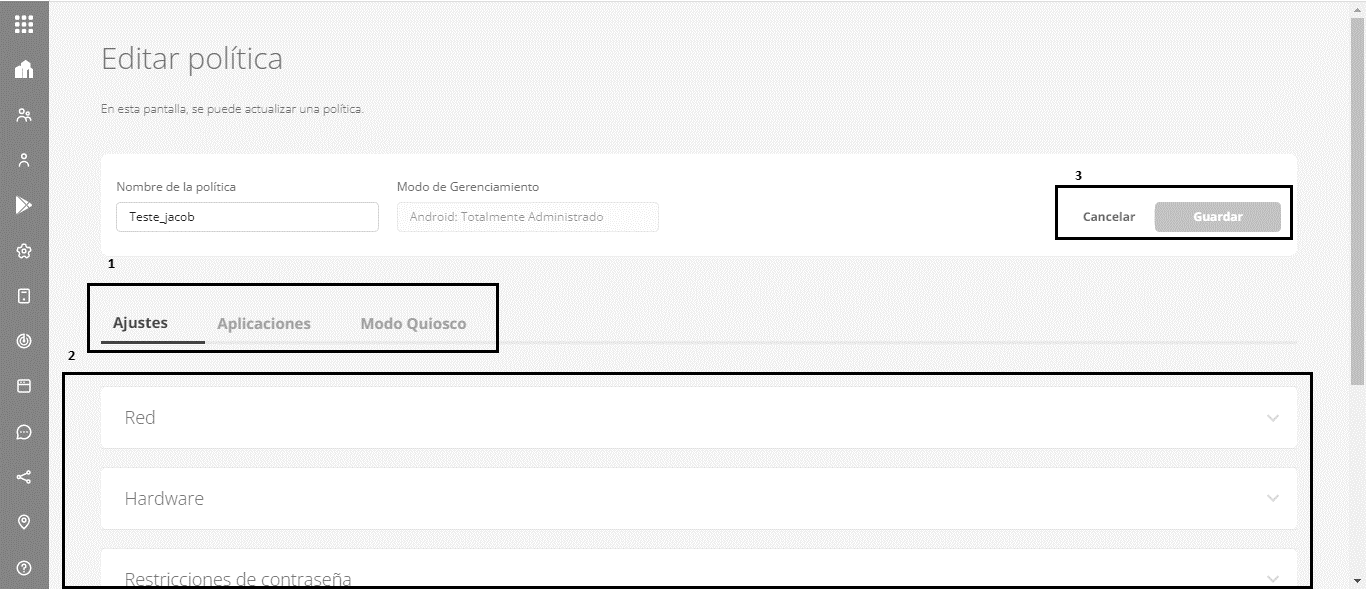 Editar política
En esta pantalla, se puede actualizar una política.
Nombre de la política
Modo de Gerenciamiento
3
Teste_jacob
Android: Totalmente Administrado
Cancelar
Guardar
1
Ajustes
Aplicaciones
Modo Quiosco
2
Red
Hardware
Restricciones de contraseña